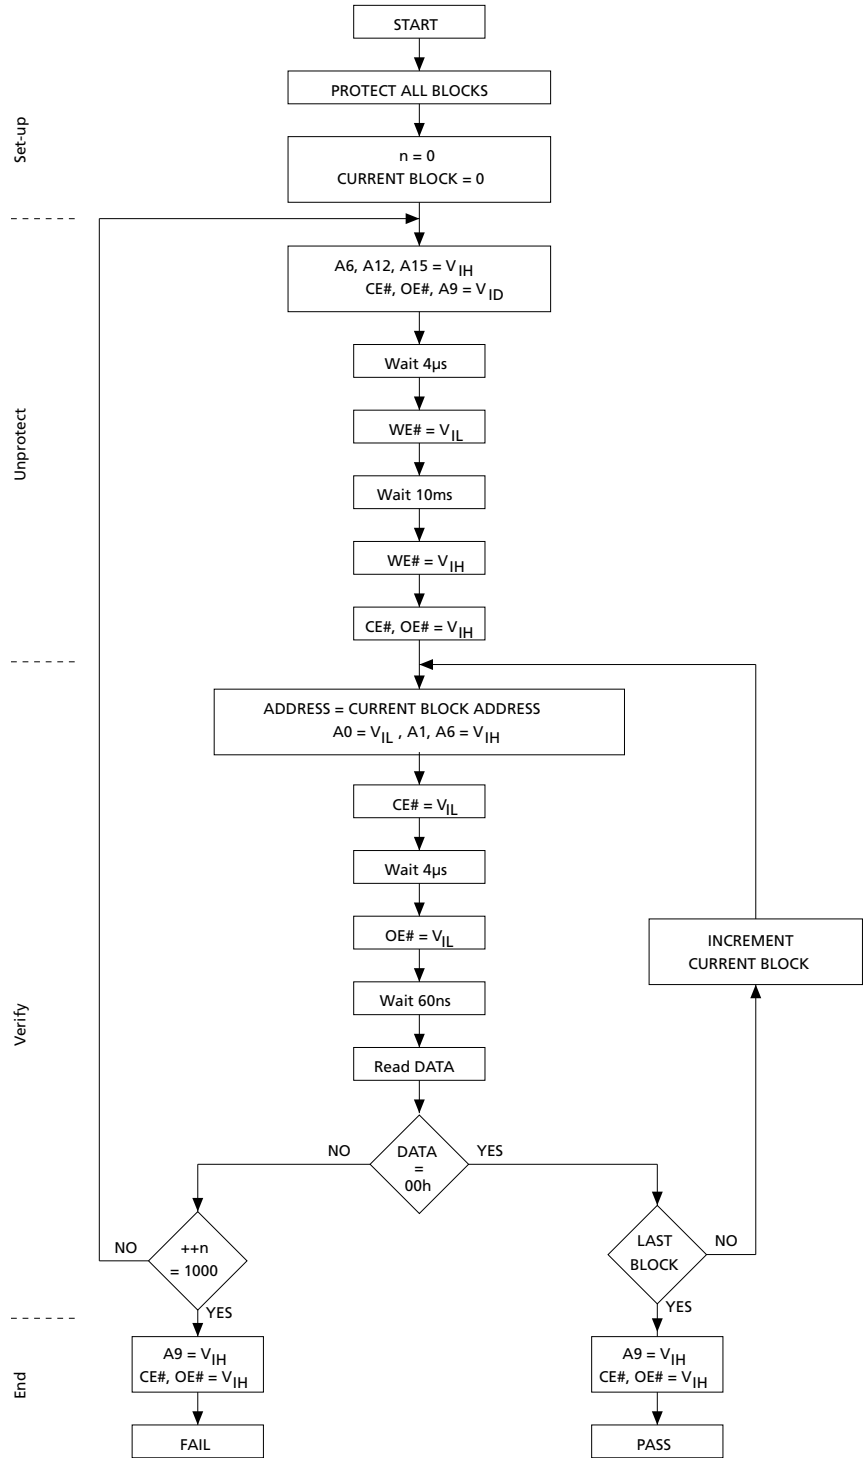 START
PROTECT ALL BLOCKS
Set-up
n = 0
CURRENT BLOCK = 0
Unprotect
A6, A12, A15 = VIH
CE#, OE#, A9 = VID
Wait 4µs
WE# = VIL
Wait 10ms
WE# = VIH
CE#, OE# = VIH
Verify
ADDRESS = CURRENT BLOCK ADDRESS
A0 = VIL , A1, A6 = VIH
CE# = VIL
Wait 4µs
OE# = VIL
Wait 60ns
Read DATA
INCREMENT
CURRENT BLOCK
NO
DATA
=
00h
YES
NO
++n
= 1000
YES
LAST
BLOCK
NO
YES
End
A9 = VIH
CE#, OE# = VIH
FAIL
A9 = VIH
CE#, OE# = VIH
PASS